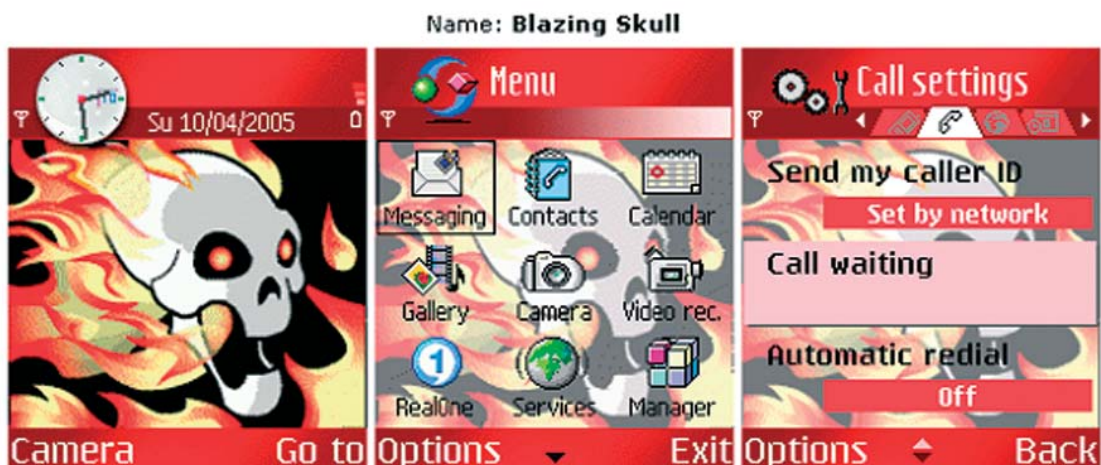 Name: Blazing Skull
Su 10/04/2005
Camera
Go to
Menu
Messaging
Contacts
Calendar
Gallery
Camera
Video rec.
RealOne
Services
Manager
Options
Exit
Call settings
Send my caller ID
Set by network
Call waiting
Automatic redial
Off
Options
Back